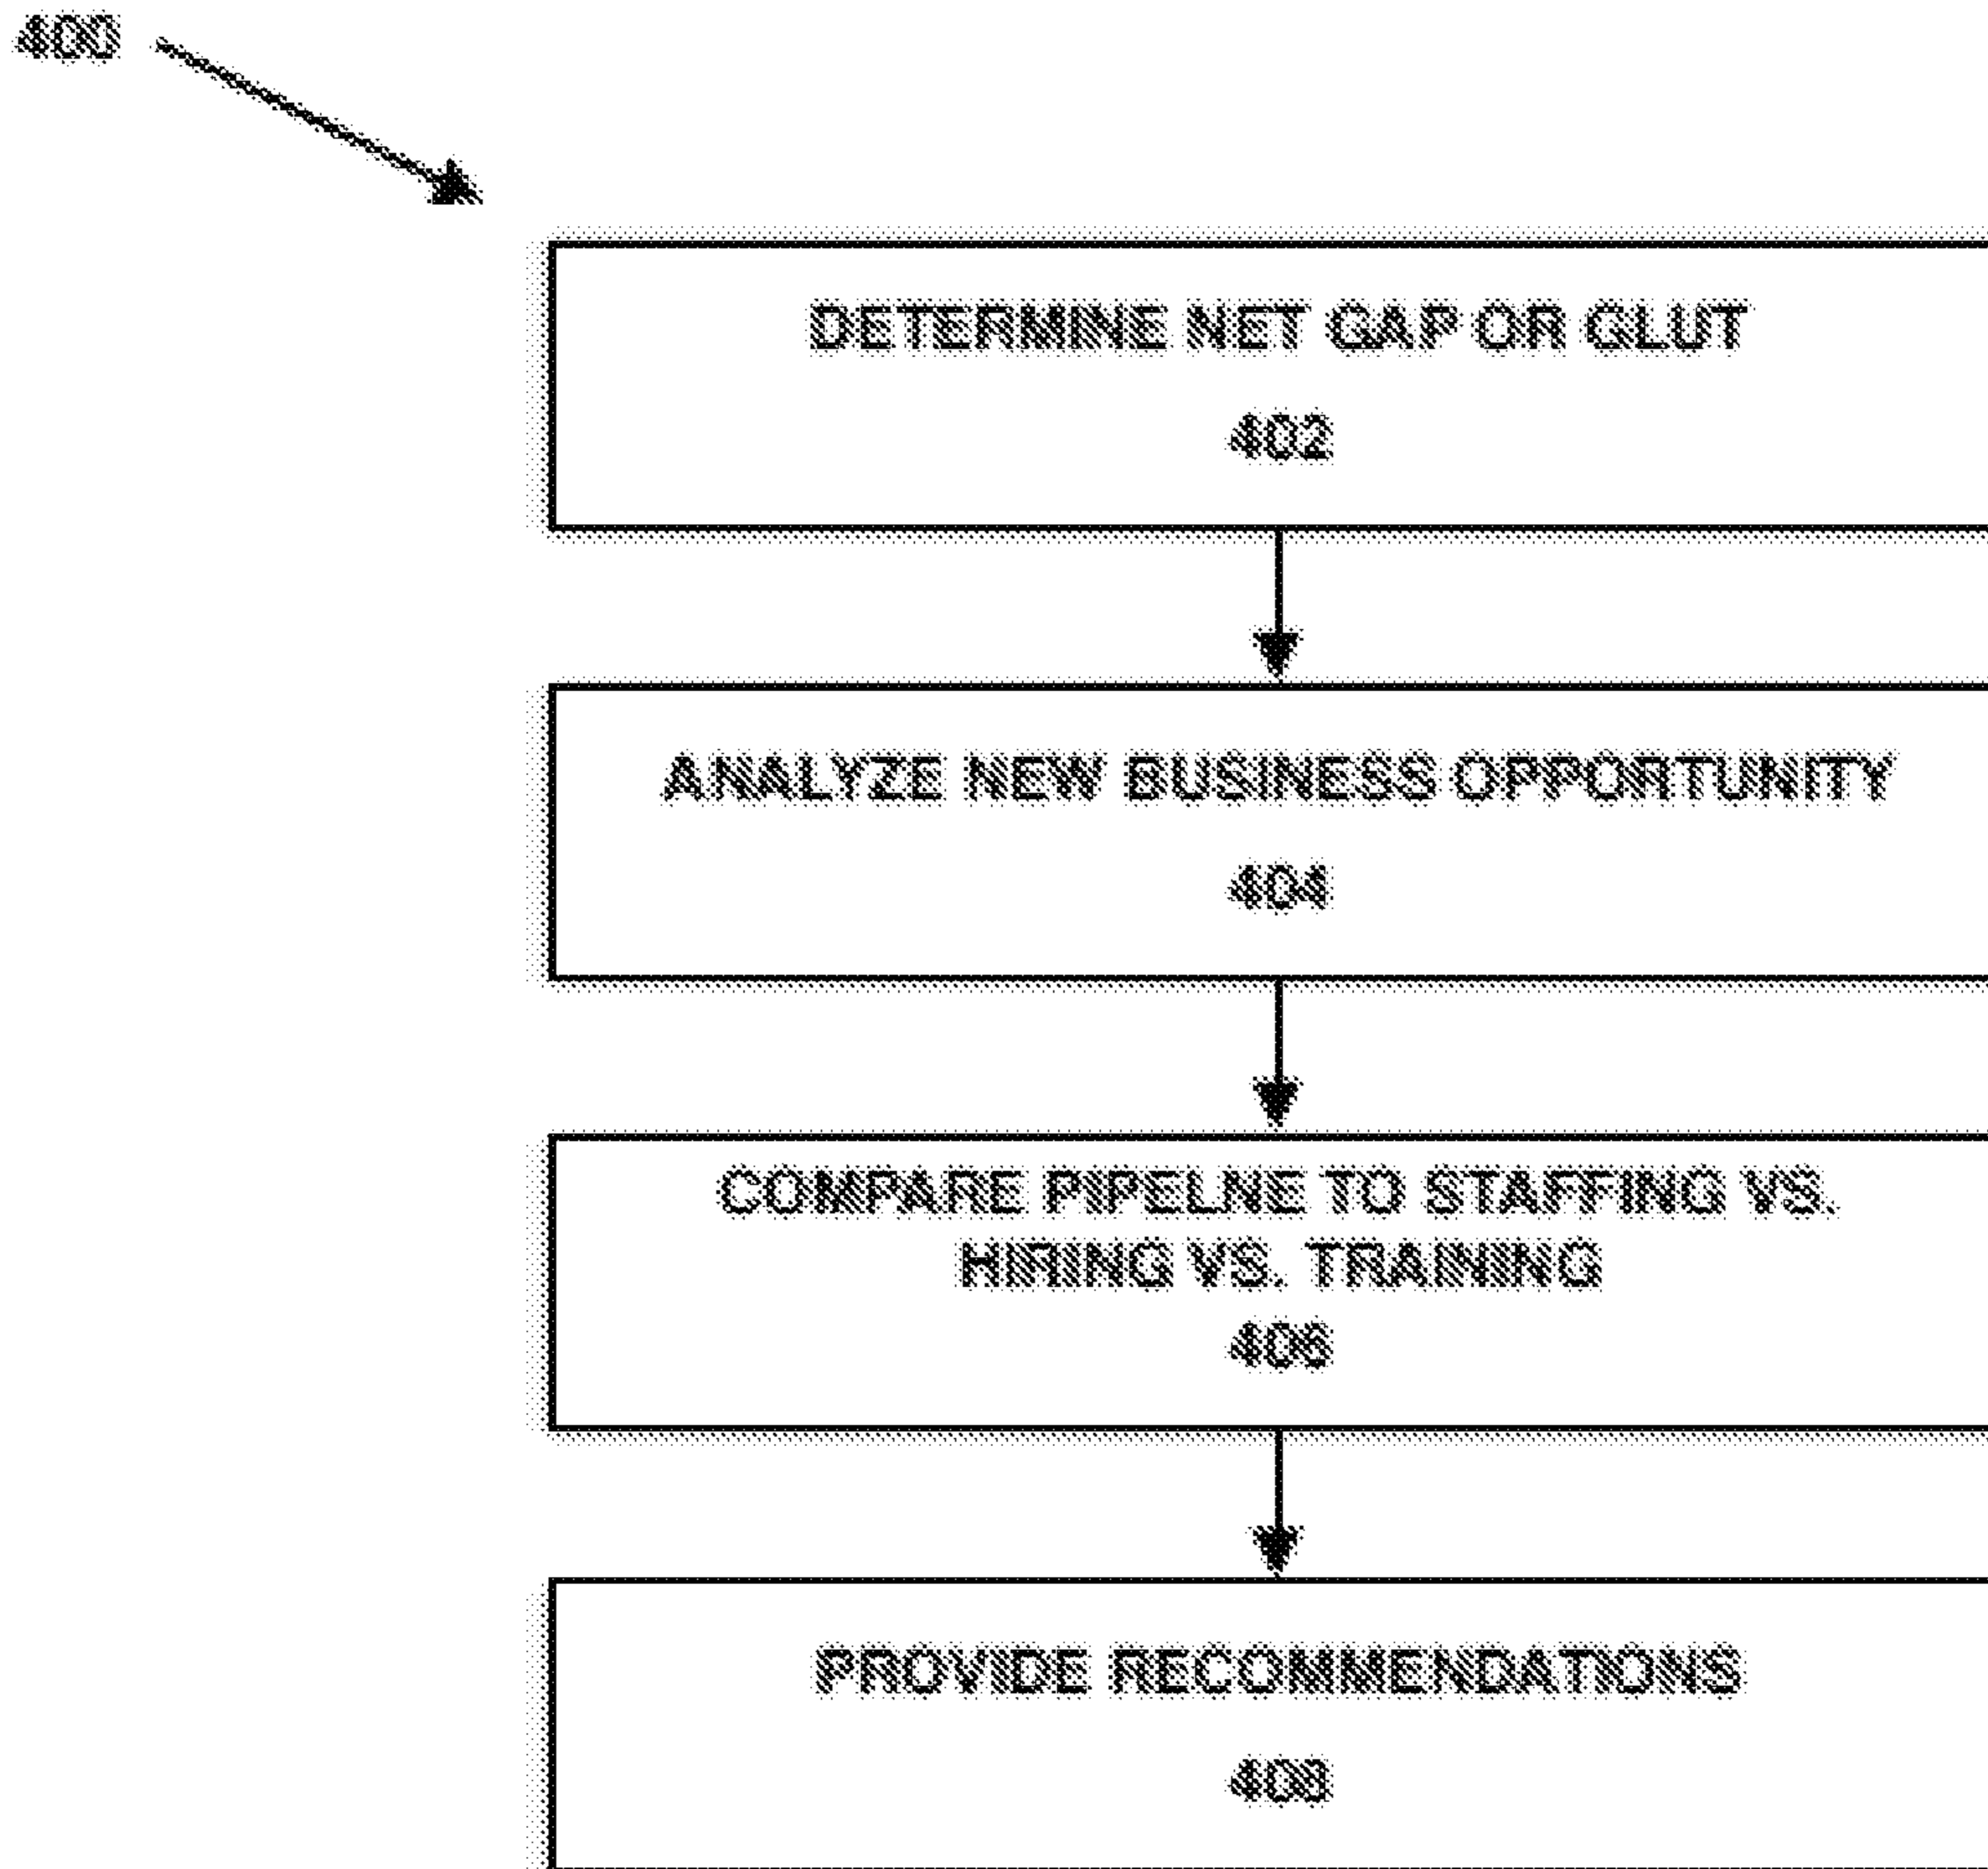 400
DETERMINE NET GAP OR GLUT
402
ANALYZE NEW BUSINESS OPPORTUNITY
404
COMPARE PIPELNE TO STAFFING VS.
HIRING VS. TRAINING
406
PROVIDE RECOMMENDATIONS
408